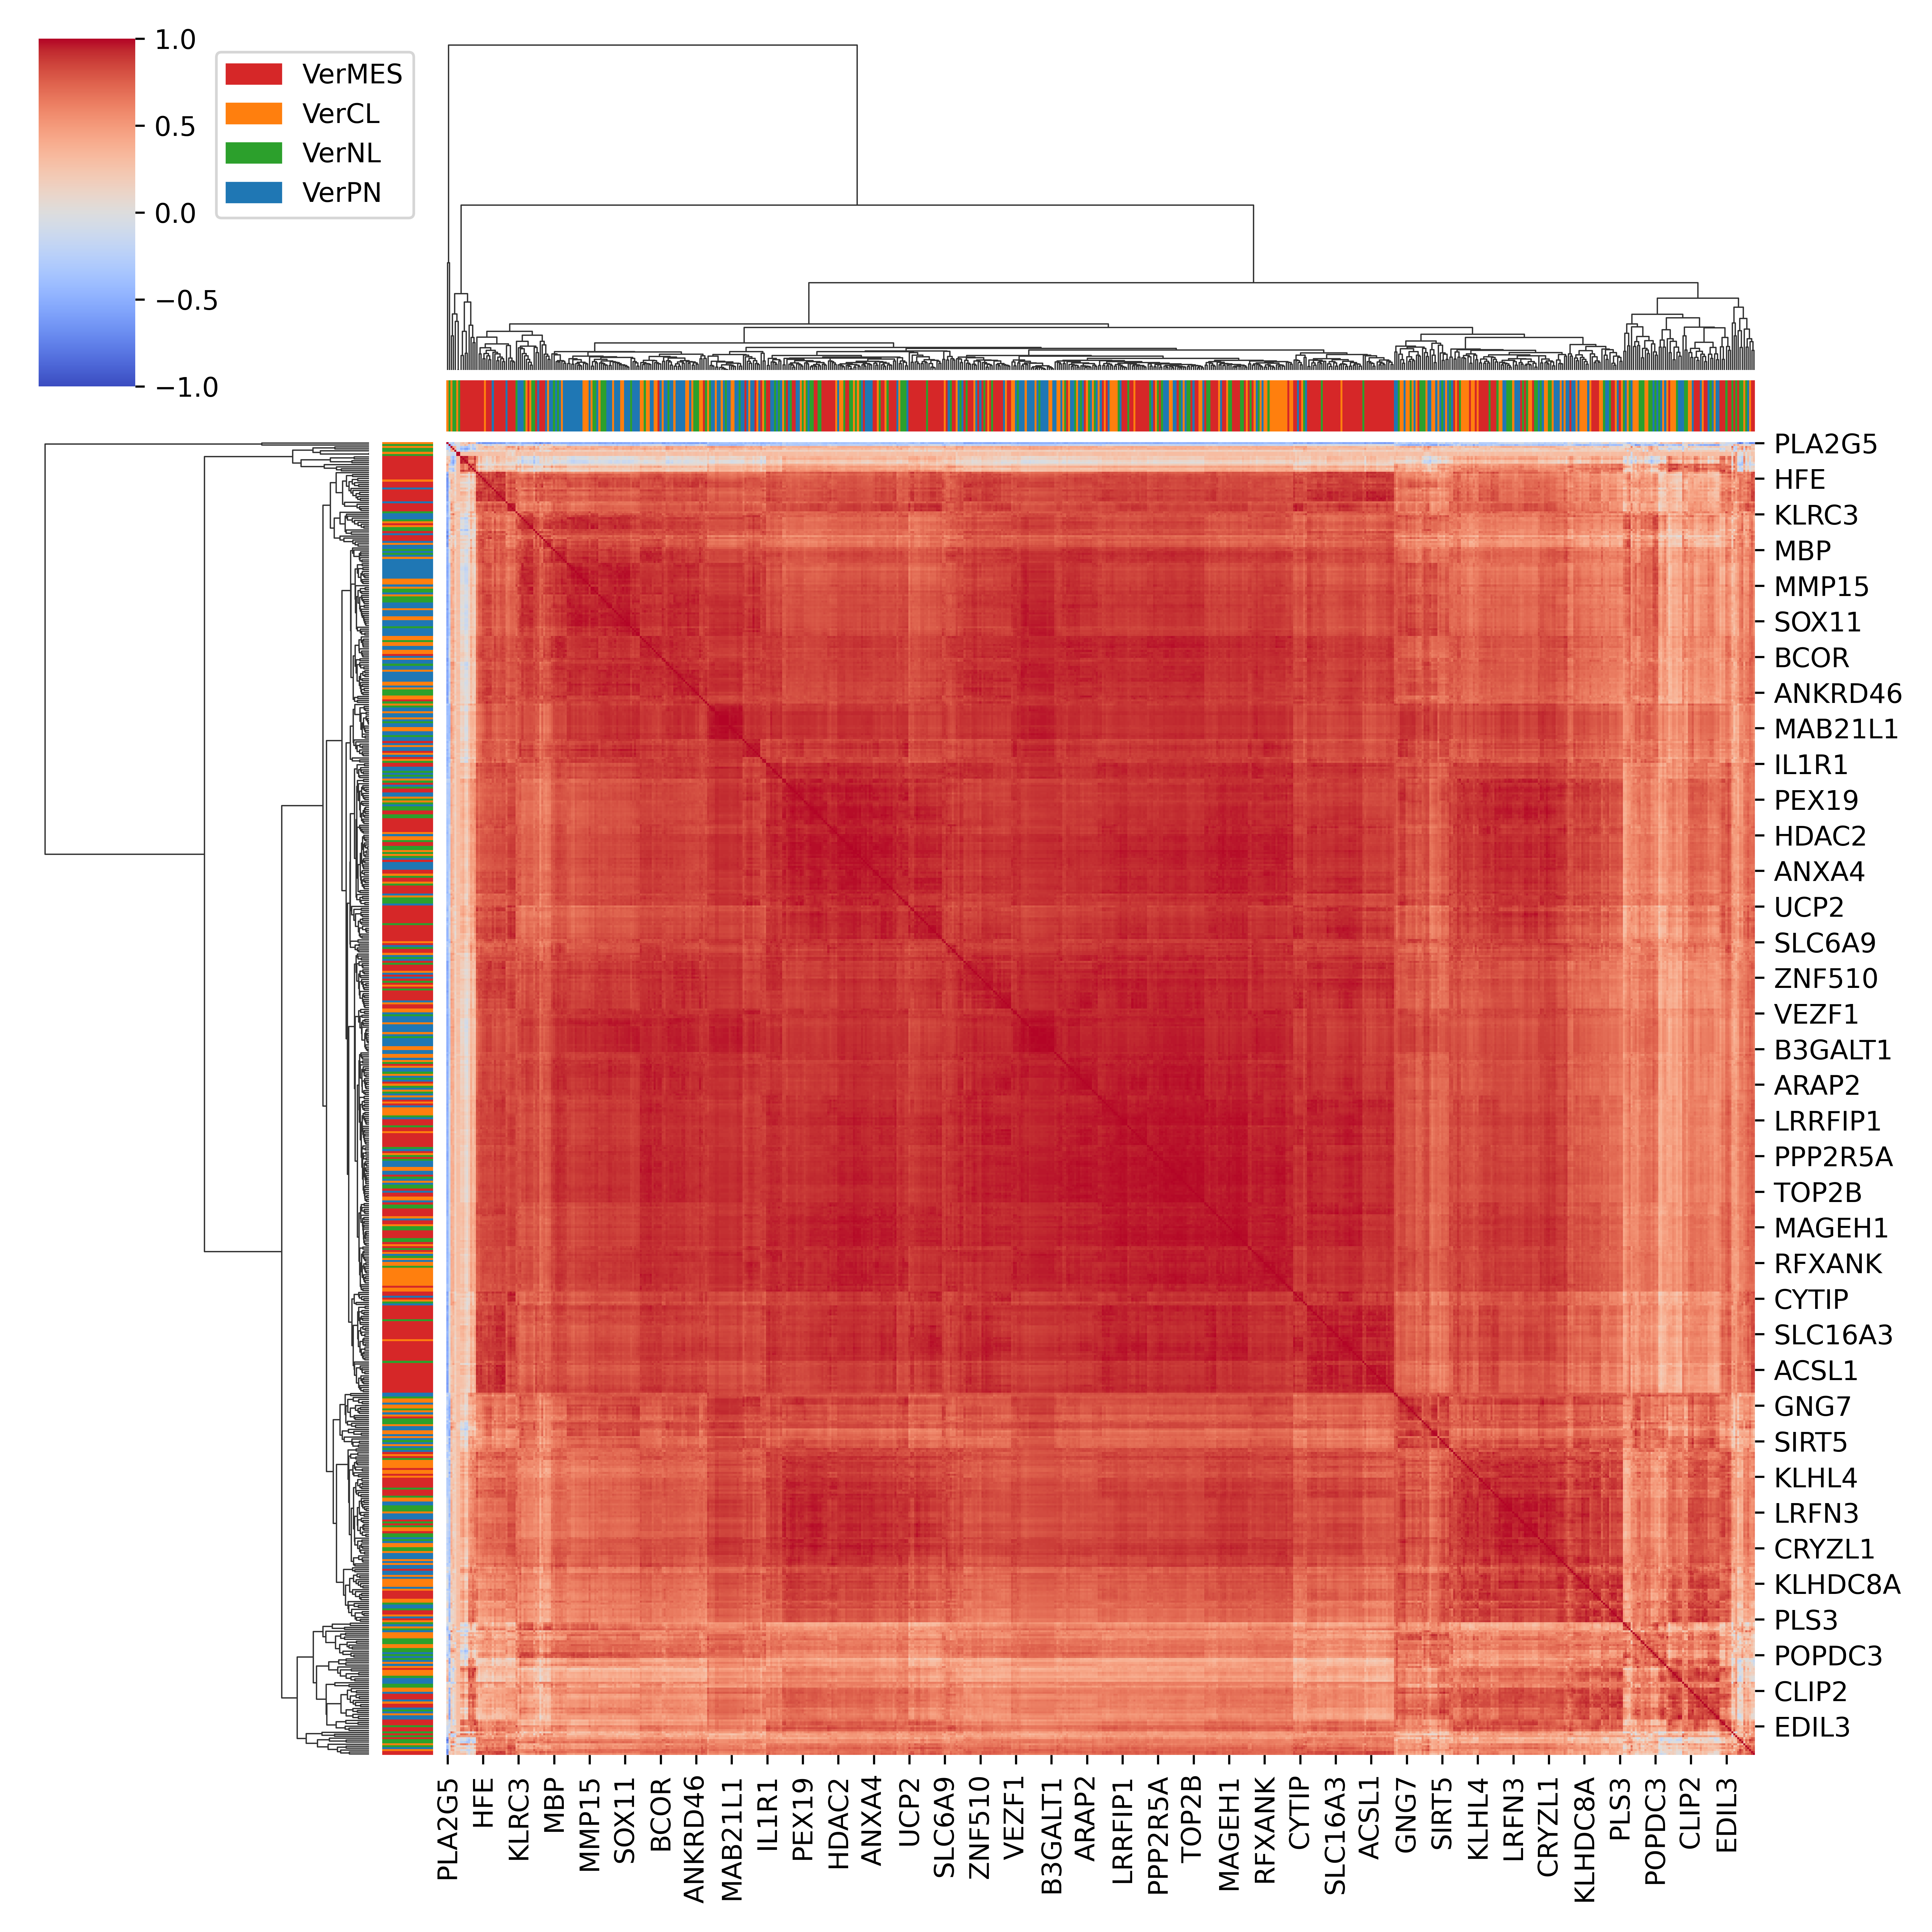 1.0
0.5
0.0
−0.5
−1.0
VerMES
VerCL
VerNL
VerPN
PLA2G5
HFE
KLRC3
MBP
MMP15
SOX11
BCOR
ANKRD46
MAB21L1
IL1R1
PEX19
HDAC2
ANXA4
UCP2
SLC6A9
ZNF510
VEZF1
B3GALT1
ARAP2
LRRFIP1
PPP2R5A
TOP2B
MAGEH1
RFXANK
CYTIP
SLC16A3
ACSL1
GNG7
SIRT5
KLHL4
LRFN3
CRYZL1
KLHDC8A
PLS3
POPDC3
CLIP2
EDIL3
PLA2G5
HFE
KLRC3
MBP
MMP15
SOX11
BCOR
ANKRD46
MAB21L1
IL1R1
PEX19
HDAC2
ANXA4
UCP2
SLC6A9
ZNF510
VEZF1
B3GALT1
ARAP2
LRRFIP1
PPP2R5A
TOP2B
MAGEH1
RFXANK
CYTIP
SLC16A3
ACSL1
GNG7
SIRT5
KLHL4
LRFN3
CRYZL1
KLHDC8A
PLS3
POPDC3
CLIP2
EDIL3